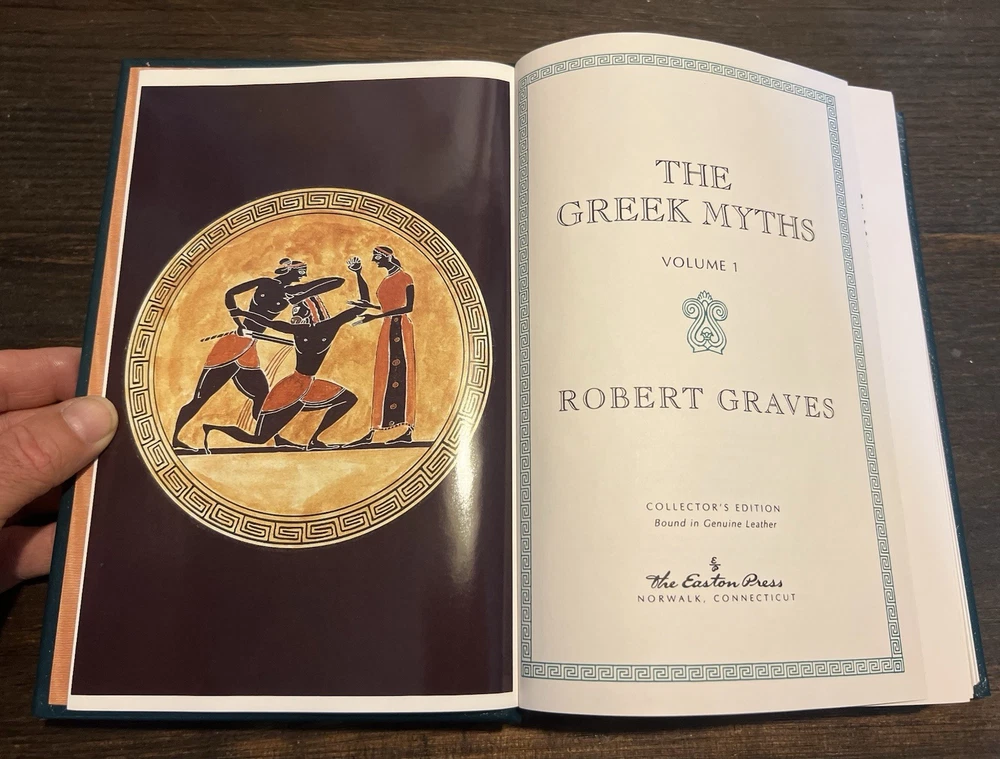 THE
GREEK MYTHS
VOLUME 1
ROBERT GRAVES
COLLECTOR'S EDITION
Bound in Genuine Leather
The Easton Press
NORWALK, CONNECTICUT